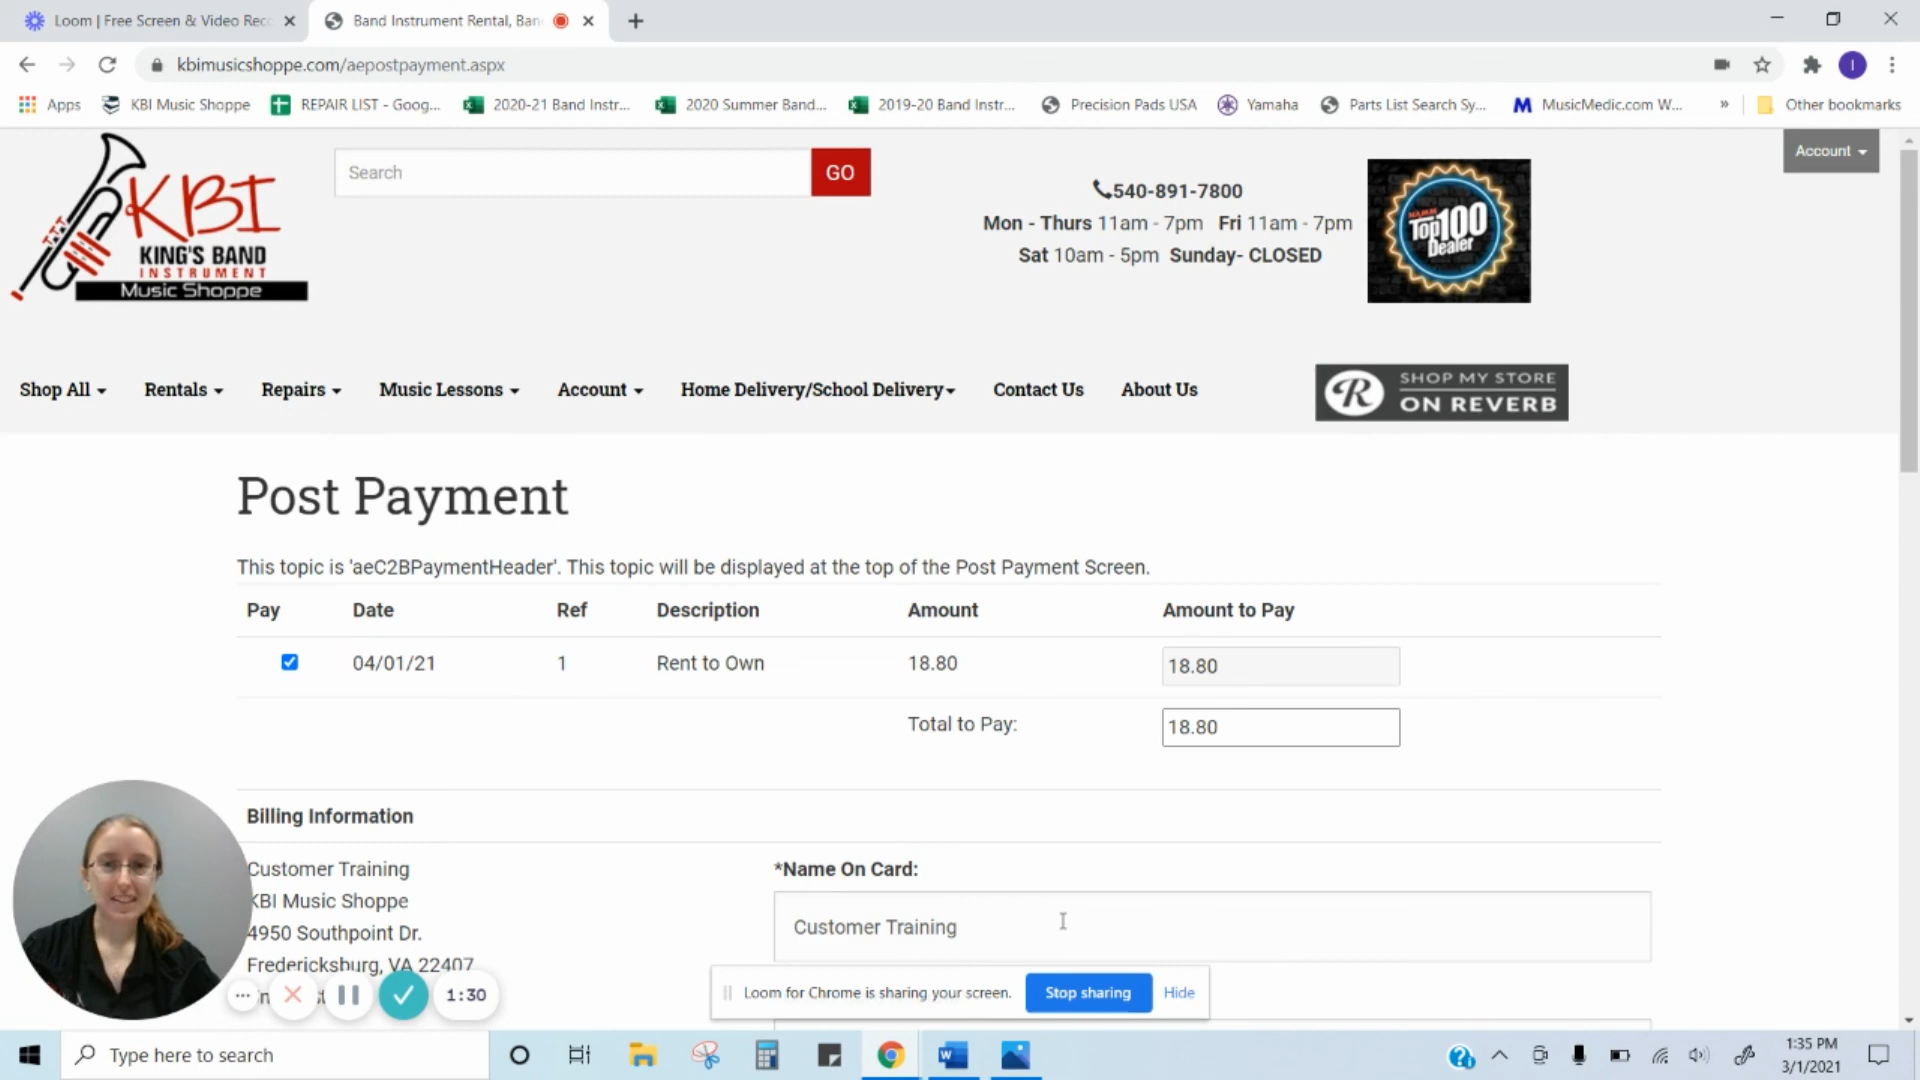 Loom | Free Screen & Video Rec
Band Instrument Rental, Ban
kbimusicshoppe.com/aepostpayment.aspx
I
Apps
KBI Music Shoppe
REPAIR LIST - Goog...
2020-21 Band Instr...
2020 Summer Band...
2019-20 Band Instr...
Precision Pads USA
Yamaha
Parts List Search Sy...
MusicMedic.com W...
»
Other bookmarks
KBI
KING'S BAND
INSTRUMENT
Music Shoppe
Search
GO
540-891-7800
Mon - Thurs 11am - 7pm Fri 11am - 7pm
Sat 10am - 5pm Sunday- CLOSED
NAMM
Top100
Dealer
Account
Shop All
Rentals
Repairs
Music Lessons
Account
Home Delivery/School Delivery
Contact Us
About Us
R
SHOP MY STORE
ON REVERB
Post Payment
This topic is 'aeC2BPaymentHeader'. This topic will be displayed at the top of the Post Payment Screen.
Pay Date Ref Description Amount Amount to Pay
04/01/21 1 Rent to Own 18.80 18.80
Total to Pay: 18.80
Billing Information
Customer Training
KBI Music Shoppe
4950 Southpoint Dr.
Fredericksburg, VA 22407
*Name On Card:
Customer Training
1:30
Loom for Chrome is sharing your screen.
Stop sharing
Hide
Type here to search
1:35 PM
3/1/2021